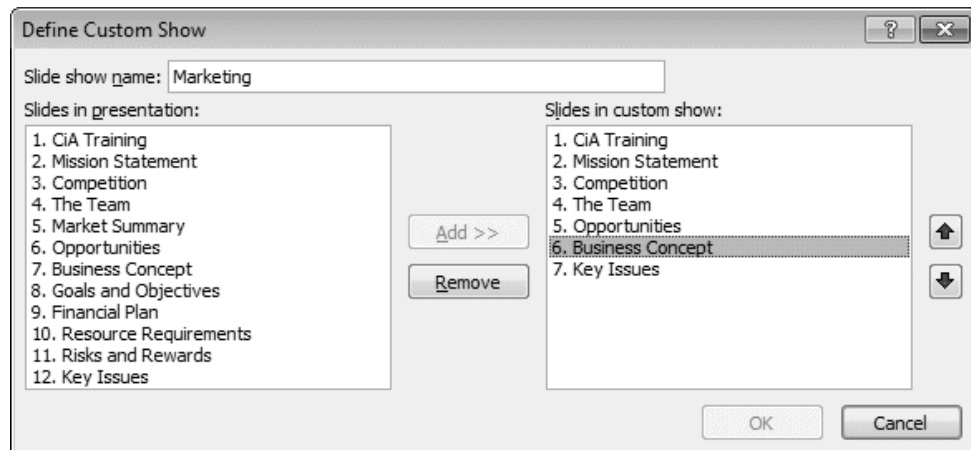 Define Custom Show
Slide show name: Marketing
Slides in presentation:
1. CiA Training
2. Mission Statement
3. Competition
4. The Team
5. Market Summary
6. Opportunities
7. Business Concept
8. Goals and Objectives
9. Financial Plan
10. Resource Requirements
11. Risks and Rewards
12. Key Issues
Add >>
Remove
Slides in custom show:
1. CiA Training
2. Mission Statement
3. Competition
4. The Team
5. Opportunities
6. Business Concept
7. Key Issues
OK
Cancel